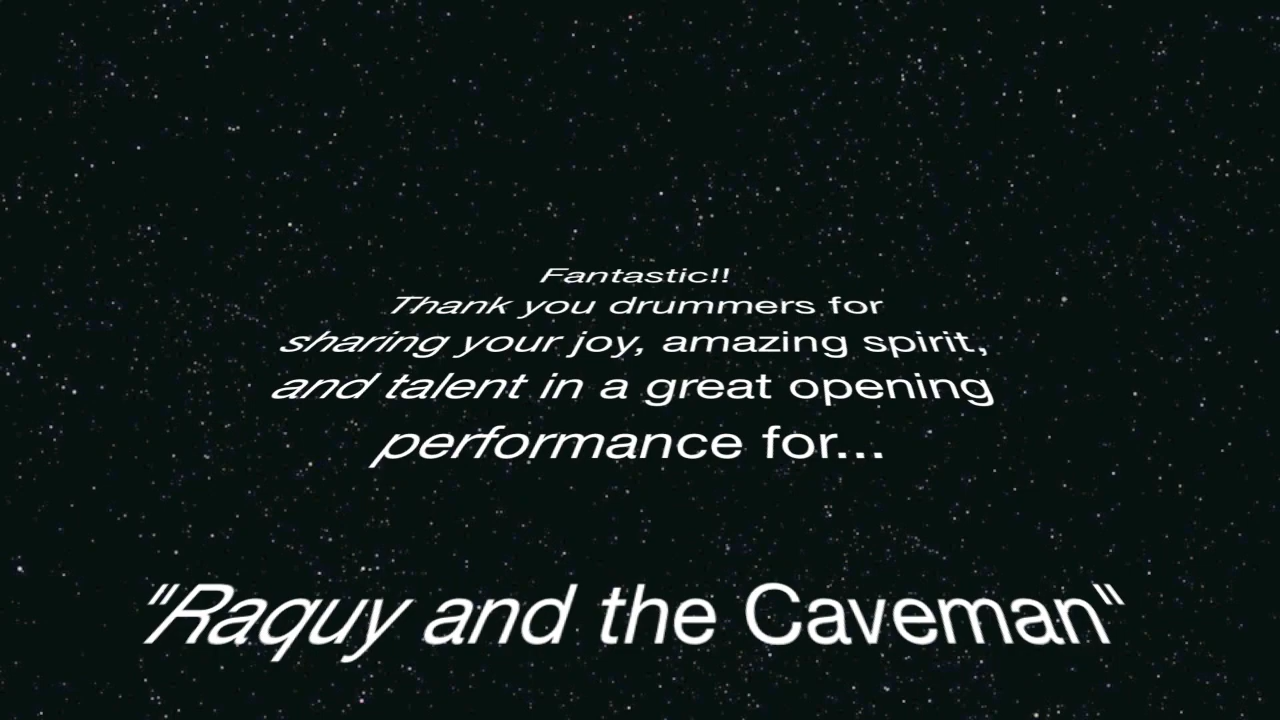 Fantastic!!
Thank you drummers for
sharing your joy, amazing spirit,
and talent in a great opening
performance for...
"Raquy and the Caveman"